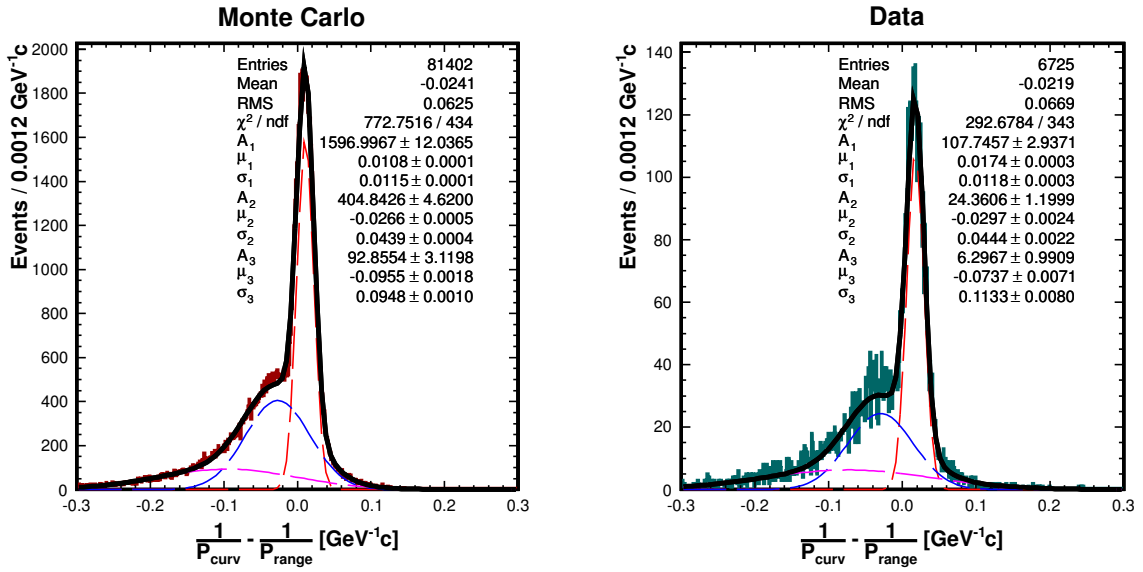 Monte Carlo
Events / 0.0012 GeV⁻¹c
2000
1800
1600
1400
1200
1000
800
600
400
200
0
Entries 81402
Mean -0.0241
RMS 0.0625
χ² / ndf 772.7516 / 434
A₁ 1596.9967 ± 12.0365
μ₁ 0.0108 ± 0.0001
σ₁ 0.0115 ± 0.0001
A₂ 404.8426 ± 4.6200
μ₂ -0.0266 ± 0.0005
σ₂ 0.0439 ± 0.0004
A₃ 92.8554 ± 3.1198
μ₃ -0.0955 ± 0.0018
σ₃ 0.0948 ± 0.0010
-0.3 -0.2 -0.1 0.0 0.1 0.2 0.3
1/P_curv - 1/P_range [GeV⁻¹c]
Data
Events / 0.0012 GeV⁻¹c
140
120
100
80
60
40
20
0
Entries 6725
Mean -0.0219
RMS 0.0669
χ² / ndf 292.6784 / 343
A₁ 107.7457 ± 2.9371
μ₁ 0.0174 ± 0.0003
σ₁ 0.0118 ± 0.0003
A₂ 24.3606 ± 1.1999
μ₂ -0.0297 ± 0.0024
σ₂ 0.0444 ± 0.0022
A₃ 6.2967 ± 0.9909
μ₃ -0.0737 ± 0.0071
σ₃ 0.1133 ± 0.0080
-0.3 -0.2 -0.1 0.0 0.1 0.2 0.3
1/P_curv - 1/P_range [GeV⁻¹c]